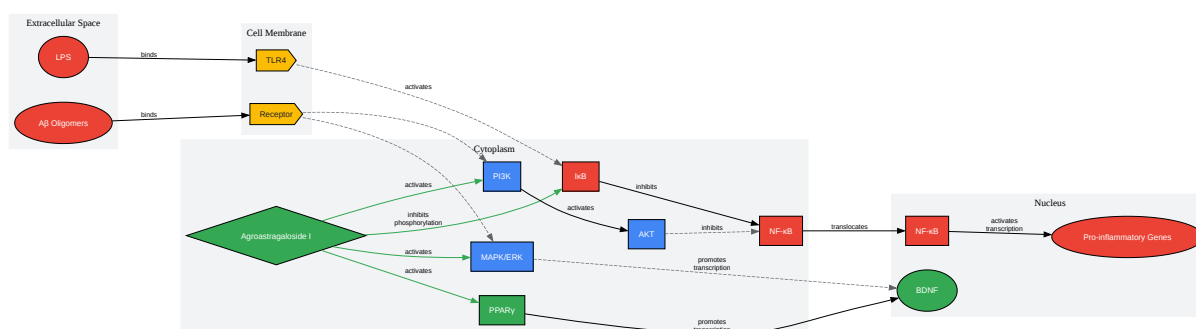 Extracellular Space
LPS
Aβ Oligomers
binds
binds
Cell Membrane
TLR4
Receptor
activates
Cytoplasm
Agroastragaloside I
activates
inhibits
phosphorylation
activates
activates
PI3K
IκB
MAPK/ERK
PPARγ
activates
AKT
inhibits
inhibits
NF-κB
translocates
promotes
transcription
promotes
transcription
Nucleus
NF-κB
activates
transcription
Pro-inflammatory Genes
BDNF